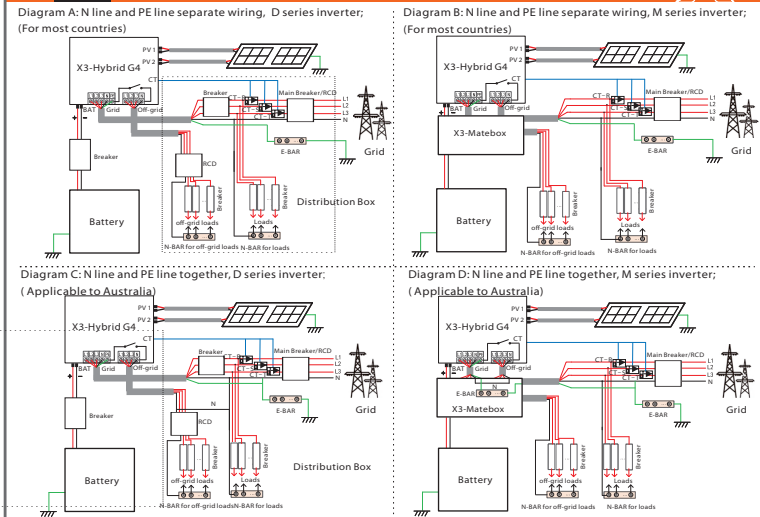 Diagram A: N line and PE line separate wiring, D series inverter;
(For most countries)
PV 1
PV 2
X3-Hybrid G4
CT
BAT
Grid
Off-grid
Breaker
CT-R
CT-S
CT-T
Main Breaker/RCD
L1
L2
L3
N
Grid
E-BAR
+ -
Breaker
RCD
Breaker
Breaker
Distribution Box
Battery
off-grid loads
Loads
N-BAR for off-grid loads
N-BAR for loads
Diagram B: N line and PE line separate wiring, M series inverter;
(For most countries)
PV 1
PV 2
X3-Hybrid G4
CT
BAT
Grid
Off-grid
CT-R
CT-S
CT-T
Main Breaker/RCD
L1
L2
L3
N
X3-Matebox
E-BAR
Grid
Breaker
Breaker
Battery
off-grid loads
Loads
N-BAR for off-grid loads
N-BAR for loads
Diagram C: N line and PE line together, D series inverter;
( Applicable to Australia)
PV 1
PV 2
X3-Hybrid G4
CT
BAT
Grid
Off-grid
Breaker
Main Breaker/RCD
L1
L2
L3
N
+ -
N
E-BAR
Grid
Breaker
RCD
Breaker
Breaker
Distribution Box
Battery
off-grid loads
Loads
N-BAR for off-grid loads
N-BAR for loads
Diagram D: N line and PE line together, M series inverter;
( Applicable to Australia)
PV 1
PV 2
X3-Hybrid G4
CT
BAT
Grid
Off-grid
Main Breaker/RCD
L1
L2
L3
N
+ -
N
E-BAR
X3-Matebox
E-BAR
Grid
Breaker
Breaker
Battery
off-grid loads
Loads
N-BAR for off-grid loads
N-BAR for loads